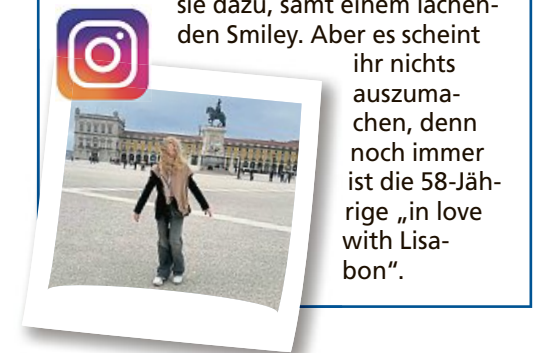 sie dazu, samt einem lachen-
den Smiley. Aber es scheint
ihr nichts
auszuma-
chen, denn
noch immer
ist die 58-Jäh-
rige „in love
with Lisa-
bon“.